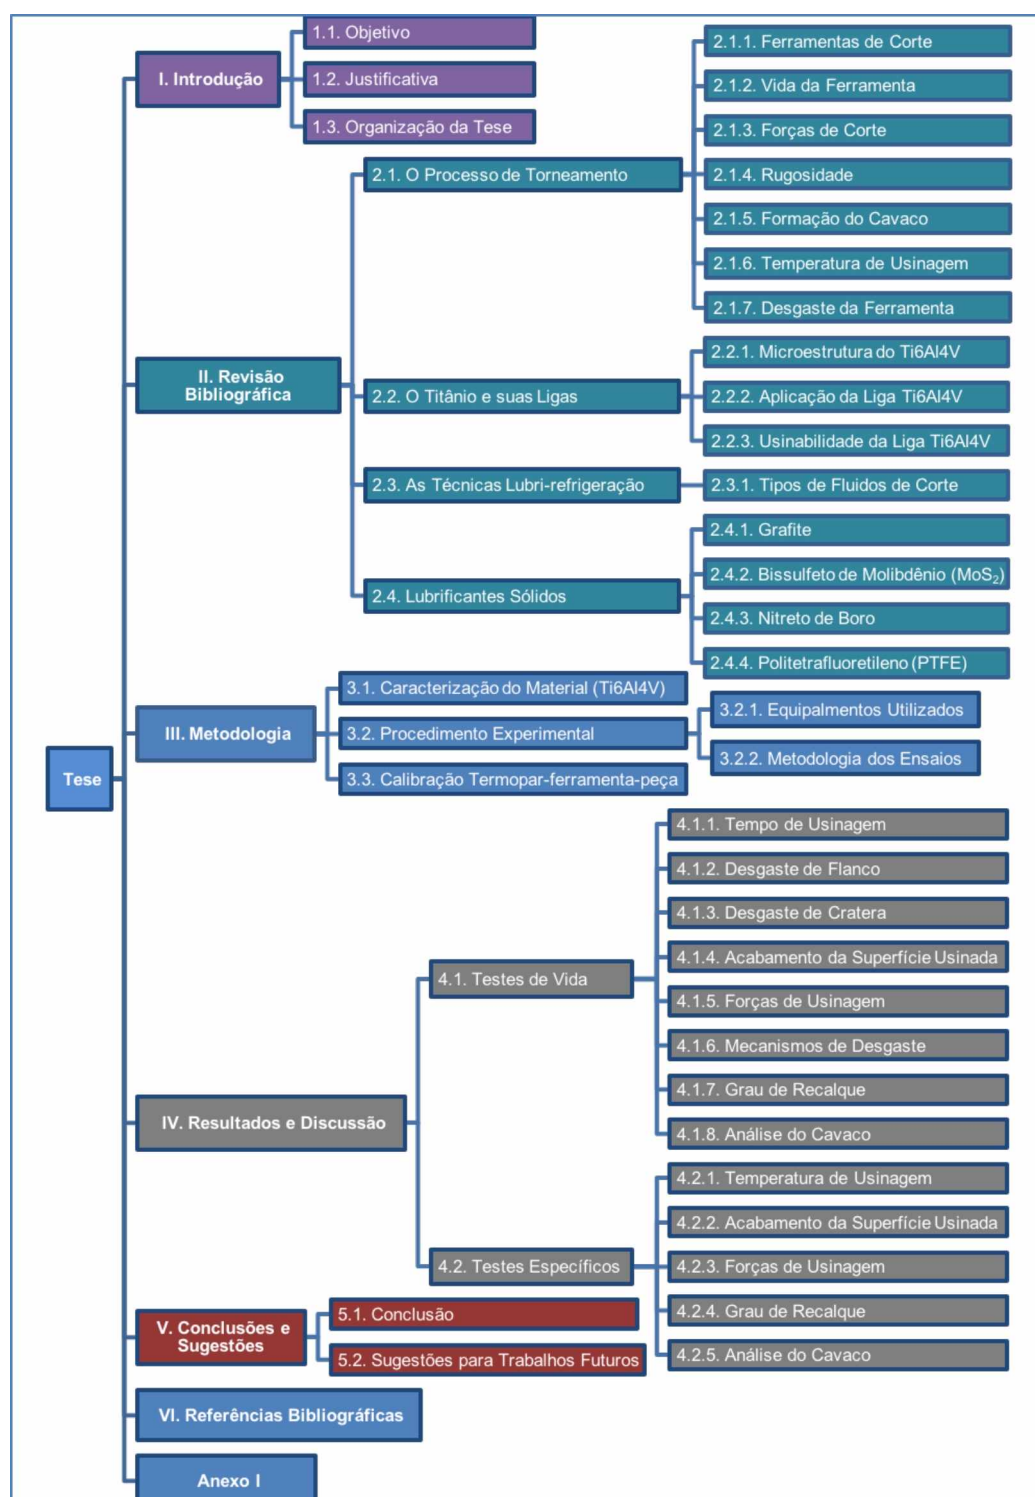 Tese
I. Introdução
1.1. Objetivo
1.2. Justificativa
1.3. Organização da Tese
II. Revisão
Bibliográfica
2.1. O Processo de Torneamento
2.1.1. Ferramentas de Corte
2.1.2. Vida da Ferramenta
2.1.3. Forças de Corte
2.1.4. Rugosidade
2.1.5. Formação do Cavaco
2.1.6. Temperatura de Usinagem
2.1.7. Desgaste da Ferramenta
2.2. O Titânio e suas Ligas
2.2.1. Microestrutura do Ti6Al4V
2.2.2. Aplicação da Liga Ti6Al4V
2.2.3. Usinabilidade da Liga Ti6Al4V
2.3. As Técnicas Lubri-refrigeração
2.3.1. Tipos de Fluidos de Corte
2.4. Lubrificantes Sólidos
2.4.1. Grafite
2.4.2. Bissulfeto de Molibdênio (MoS₂)
2.4.3. Nitreto de Boro
2.4.4. Politetrafluoretileno (PTFE)
III. Metodologia
3.1. Caracterização do Material (Ti6Al4V)
3.2. Procedimento Experimental
3.2.1. Equipalmentos Utilizados
3.2.2. Metodologia dos Ensaios
3.3. Calibração Termopar-ferramenta-peça
IV. Resultados e Discussão
4.1. Testes de Vida
4.1.1. Tempo de Usinagem
4.1.2. Desgaste de Flanco
4.1.3. Desgaste de Cratera
4.1.4. Acabamento da Superfície Usinada
4.1.5. Forças de Usinagem
4.1.6. Mecanismos de Desgaste
4.1.7. Grau de Recalque
4.1.8. Análise do Cavaco
4.2. Testes Específicos
4.2.1. Temperatura de Usinagem
4.2.2. Acabamento da Superfície Usinada
4.2.3. Forças de Usinagem
4.2.4. Grau de Recalque
4.2.5. Análise do Cavaco
V. Conclusões e
Sugestões
5.1. Conclusão
5.2. Sugestões para Trabalhos Futuros
VI. Referências Bibliográficas
Anexo I